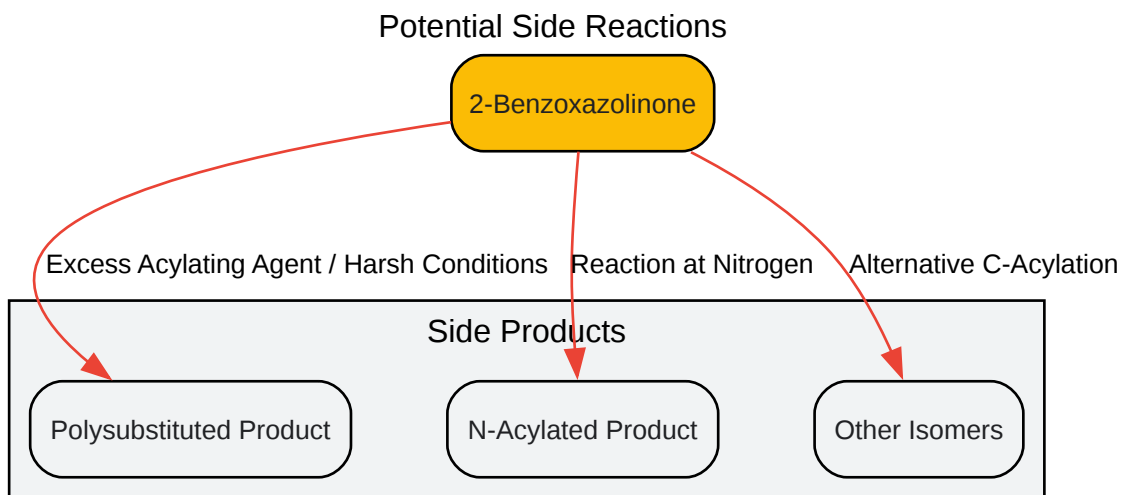 Potential Side Reactions
2-Benzoxazolinone
Excess Acylating Agent / Harsh Conditions
Reaction at Nitrogen
Alternative C-Acylation
Side Products
Polysubstituted Product
N-Acylated Product
Other Isomers